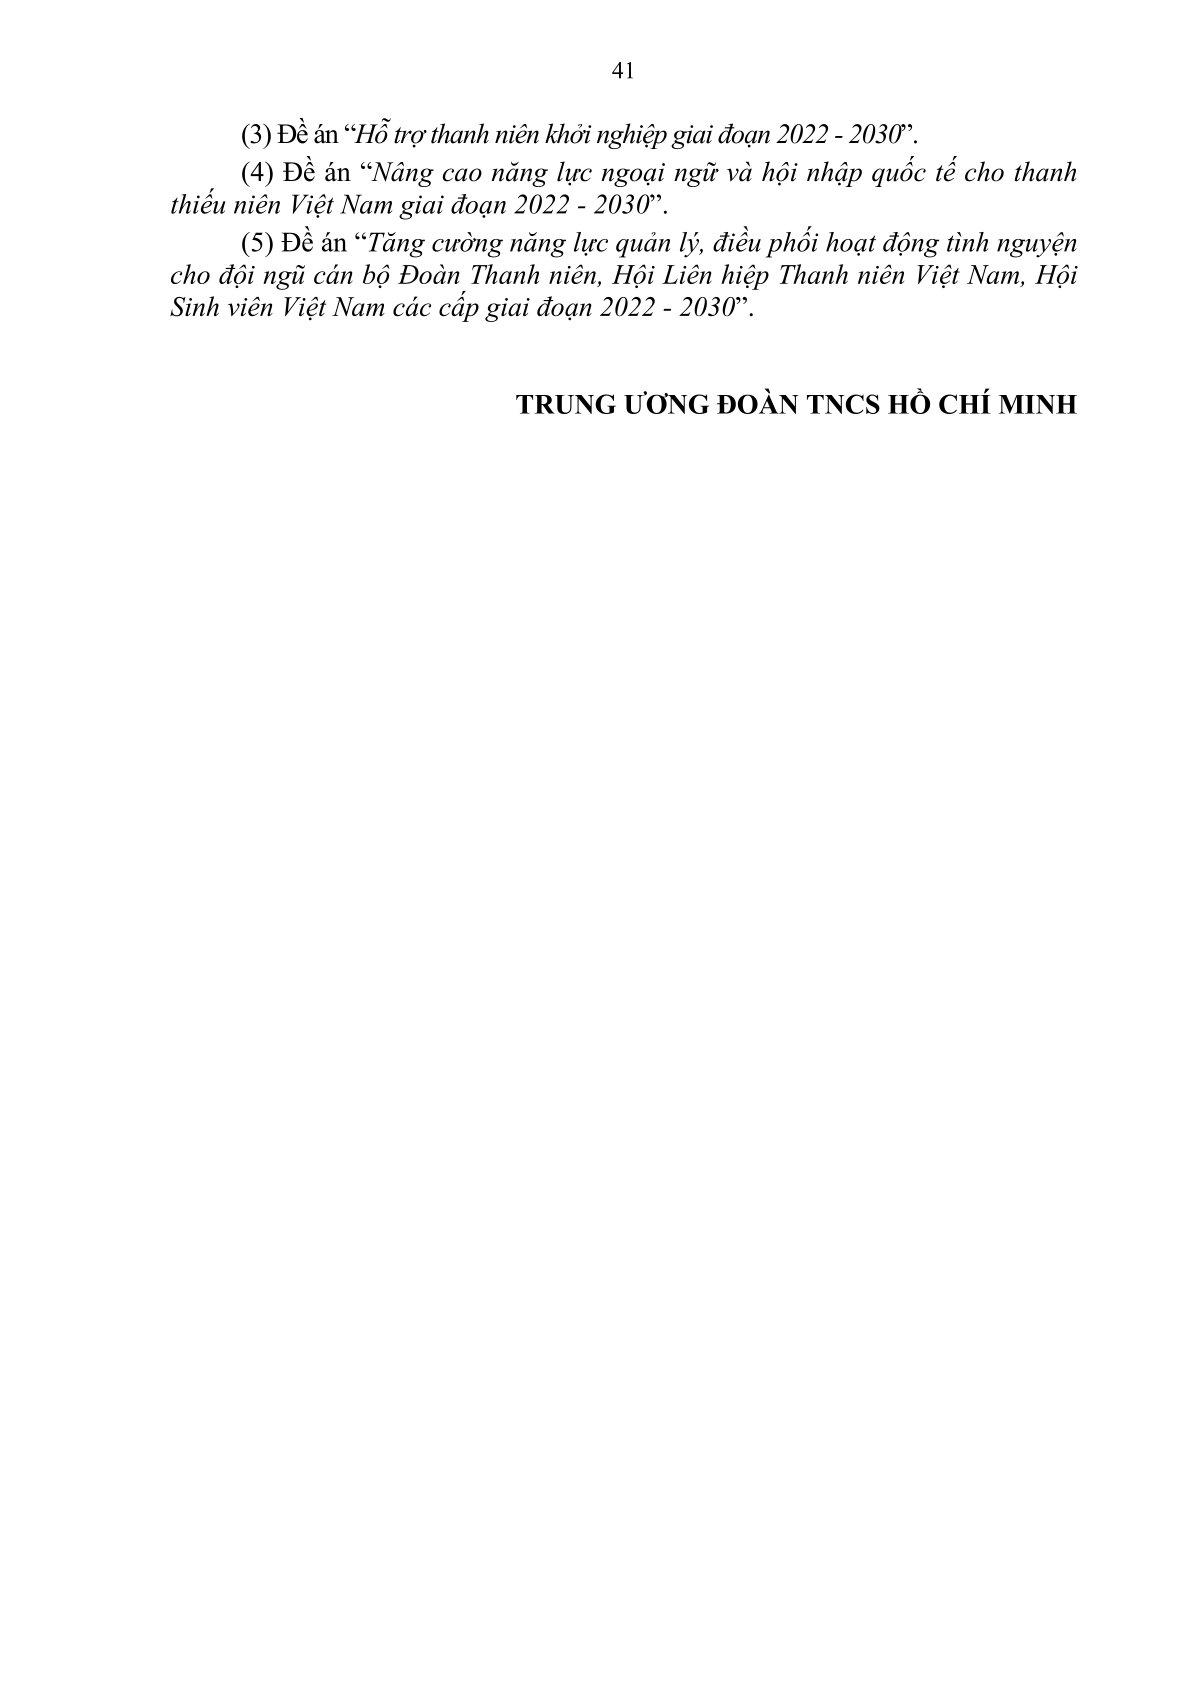 41
(3) Đề án “Hỗ trợ thanh niên khởi nghiệp giai đoạn 2022 - 2030”.
(4) Đề án “Nâng cao năng lực ngoại ngữ và hội nhập quốc tế cho thanh
thiếu niên Việt Nam giai đoạn 2022 - 2030”.
(5) Đề án “Tăng cường năng lực quản lý, điều phối hoạt động tình nguyện
cho đội ngũ cán bộ Đoàn Thanh niên, Hội Liên hiệp Thanh niên Việt Nam, Hội
Sinh viên Việt Nam các cấp giai đoạn 2022 - 2030”.
TRUNG ƯƠNG ĐOÀN TNCS HỒ CHÍ MINH